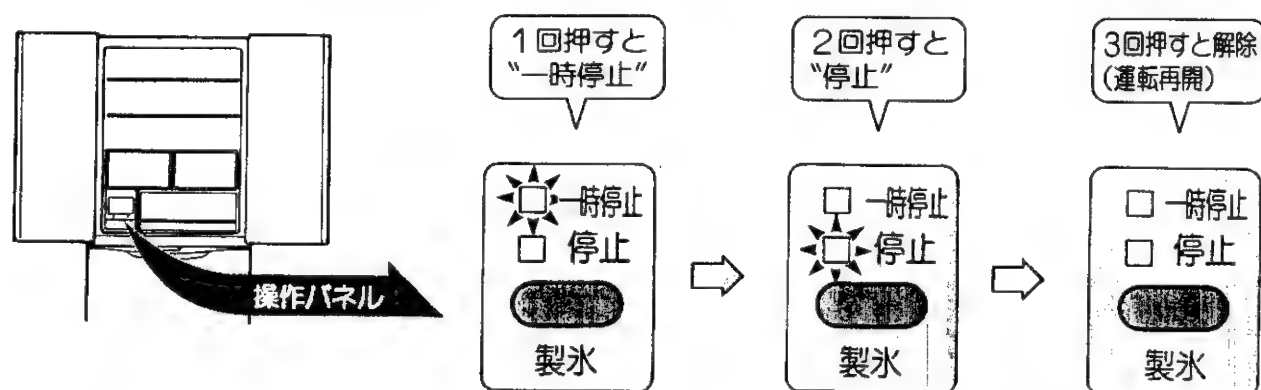 1回押すと
“一時停止”
2回押すと
“停止”
3回押すと解除
(運転再開)
操作パネル
一時停止
停止
製氷
一時停止
停止
製氷
一時停止
停止
製氷